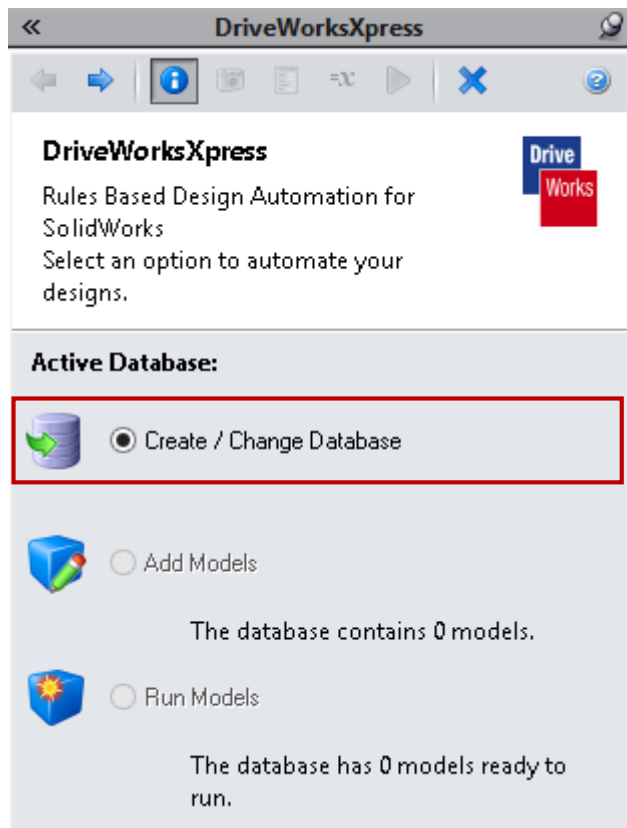 DriveWorksXpress
=x
DriveWorksXpress
Drive
Works
Rules Based Design Automation for
SolidWorks
Select an option to automate your
designs.
Active Database:
Create / Change Database
Add Models
The database contains 0 models.
Run Models
The database has 0 models ready to
run.